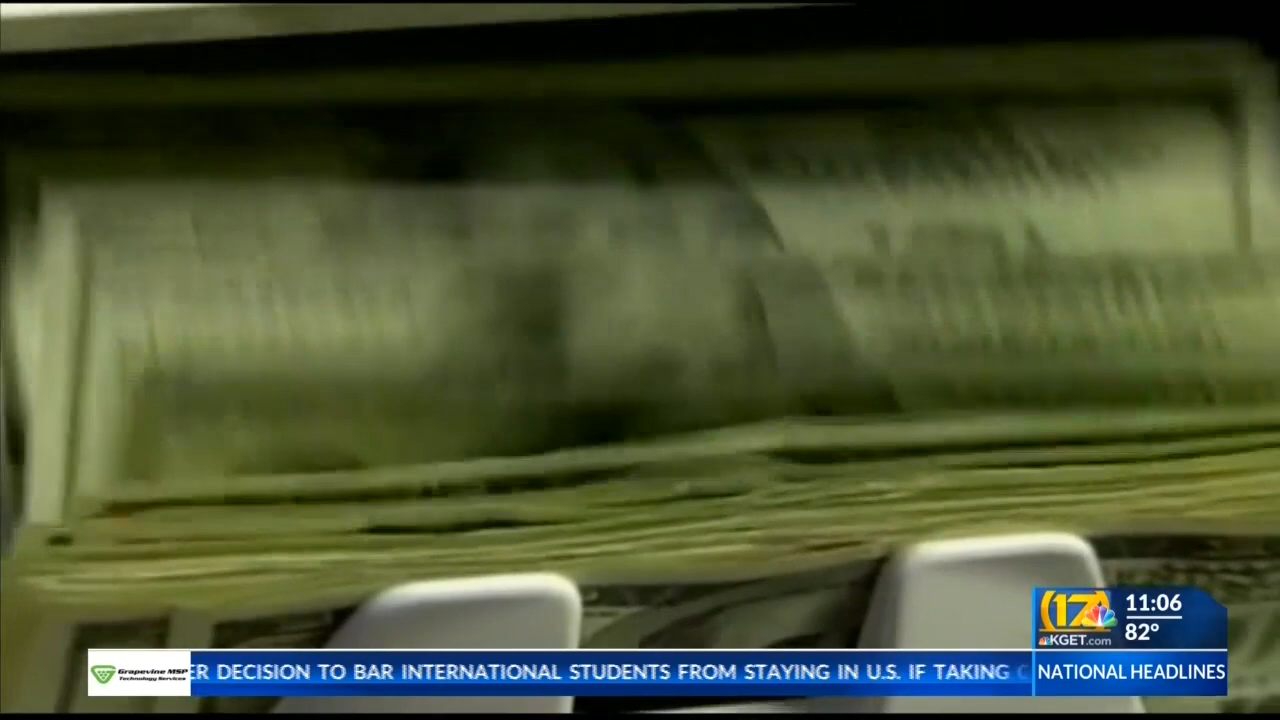 17
KGET.com
11:06
82°
Grapevine MSP
Technology Services
DECISION TO BAR INTERNATIONAL STUDENTS FROM STAYING IN U.S. IF TAKING
NATIONAL HEADLINES